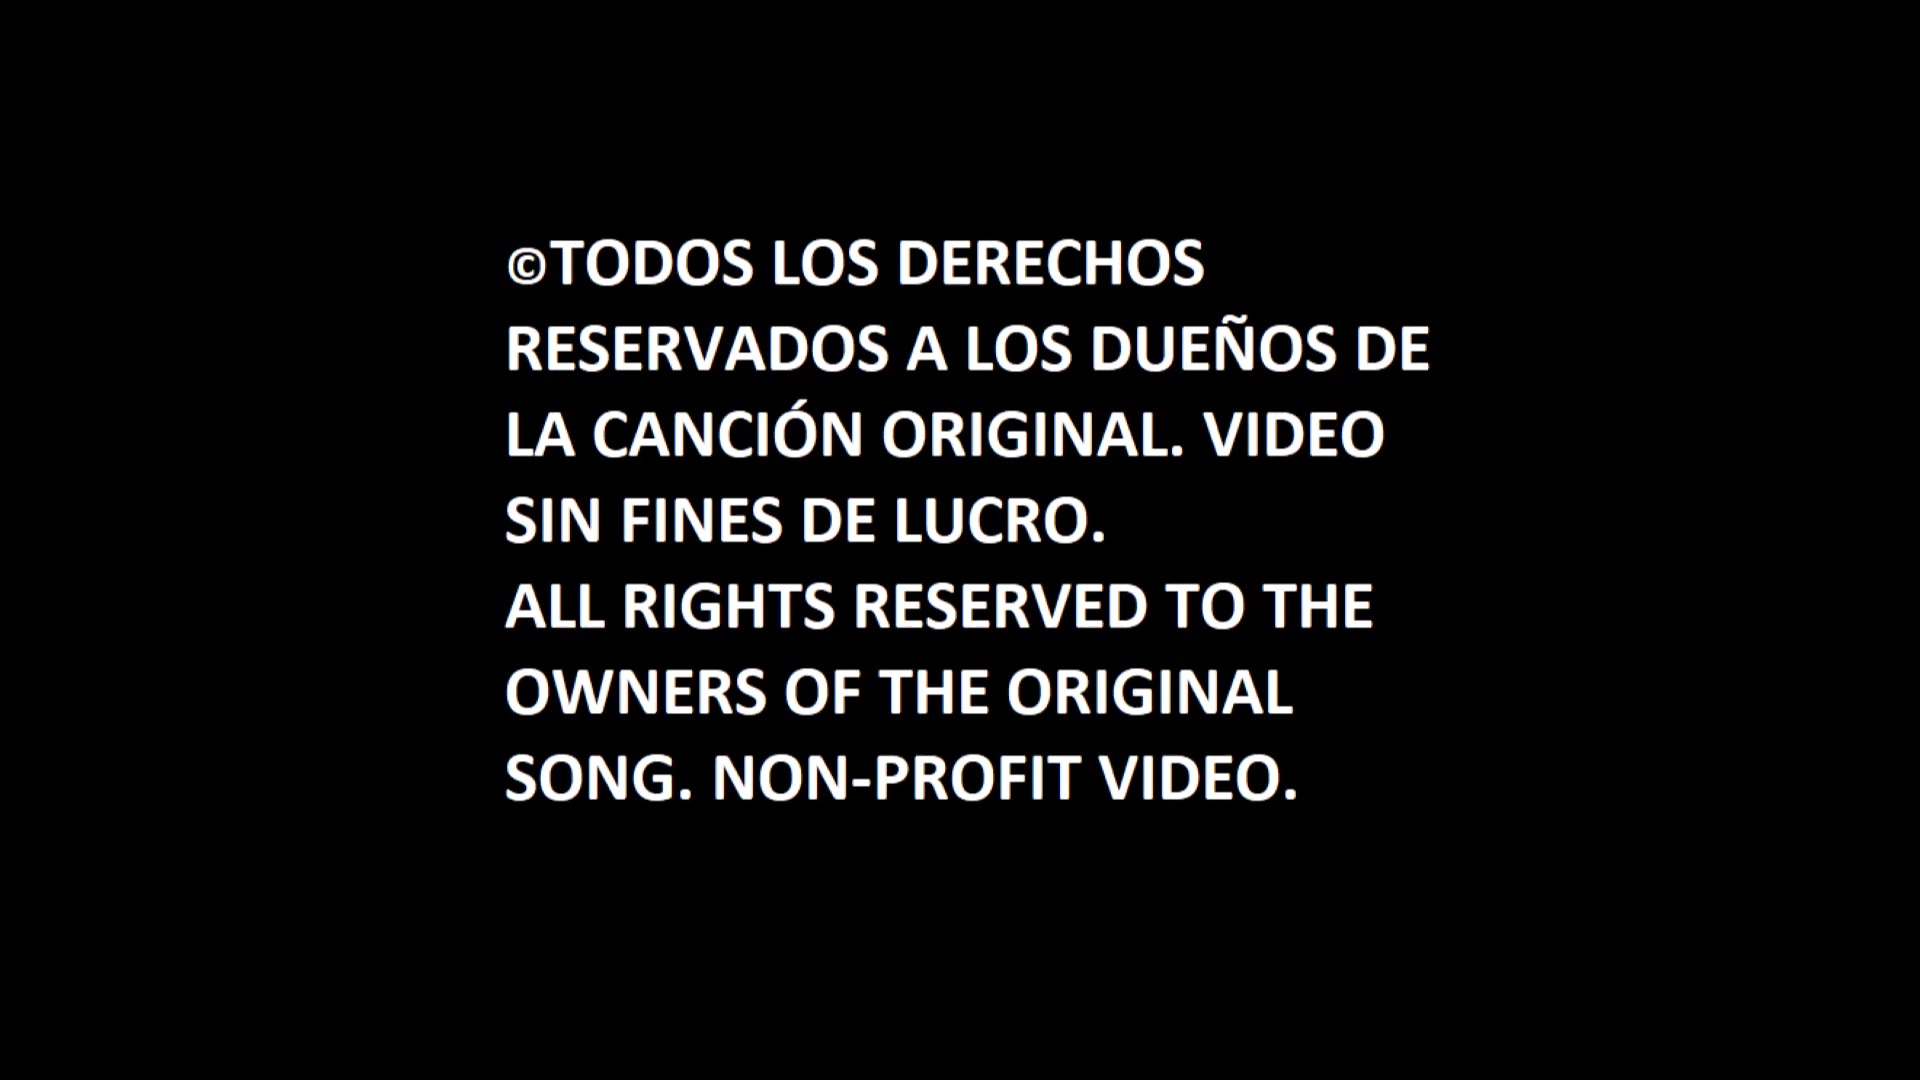 ©TODOS LOS DERECHOS
RESERVADOS A LOS DUEÑOS DE
LA CANCIÓN ORIGINAL. VIDEO
SIN FINES DE LUCRO.
ALL RIGHTS RESERVED TO THE
OWNERS OF THE ORIGINAL
SONG. NON-PROFIT VIDEO.